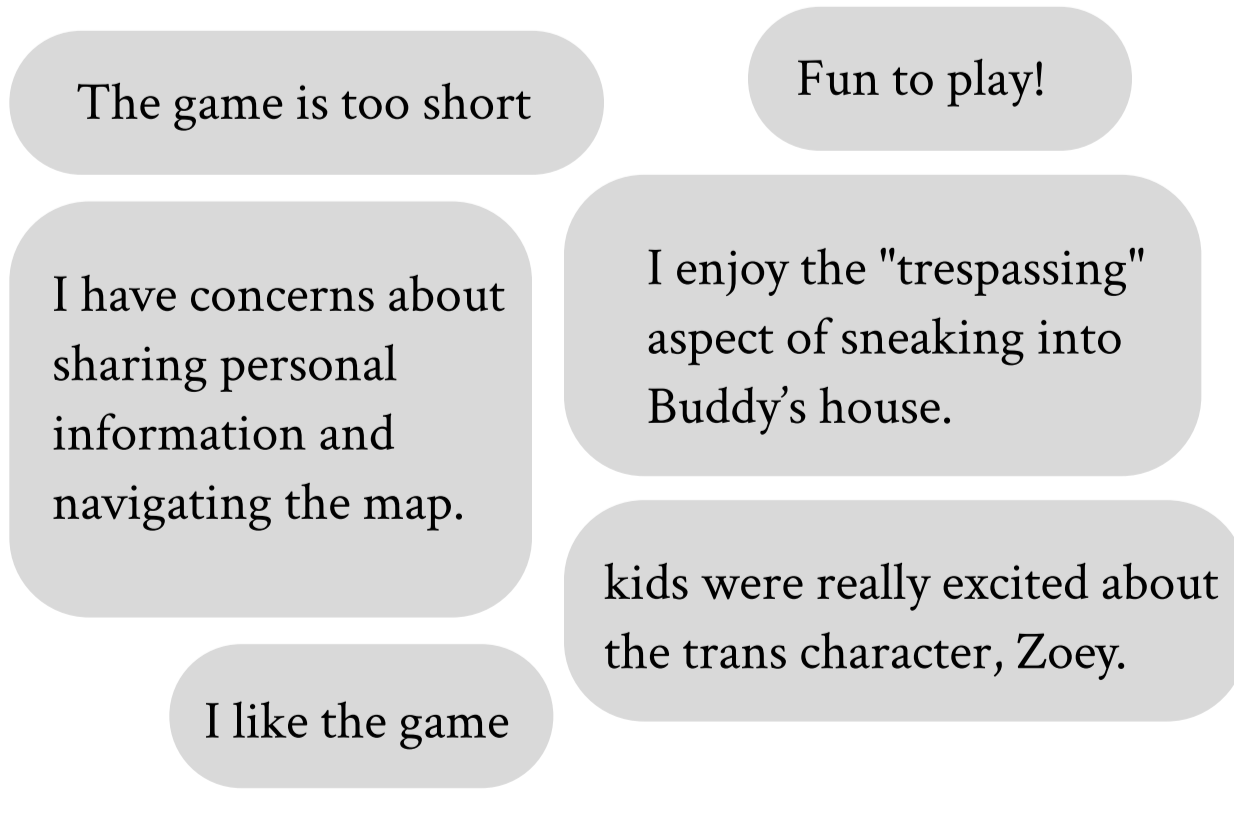 The game is too short
Fun to play!
I have concerns about
sharing personal
information and
navigating the map.
I enjoy the "trespassing"
aspect of sneaking into
Buddy’s house.
kids were really excited about
the trans character, Zoey.
I like the game